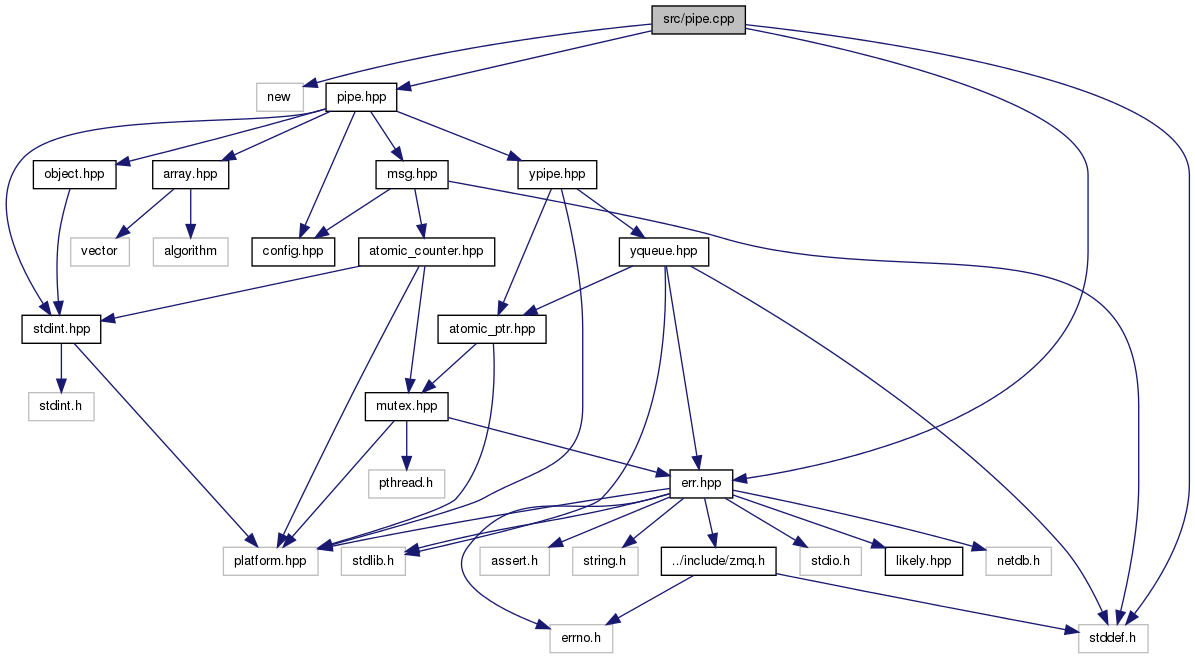 src/pipe.cpp
new
pipe.hpp
object.hpp
array.hpp
msg.hpp
ypipe.hpp
vector
algorithm
config.hpp
atomic_counter.hpp
yqueue.hpp
stdint.hpp
atomic_ptr.hpp
stdint.h
mutex.hpp
pthread.h
err.hpp
platform.hpp
stdlib.h
assert.h
string.h
../include/zmq.h
stdio.h
likely.hpp
netdb.h
errno.h
stddef.h